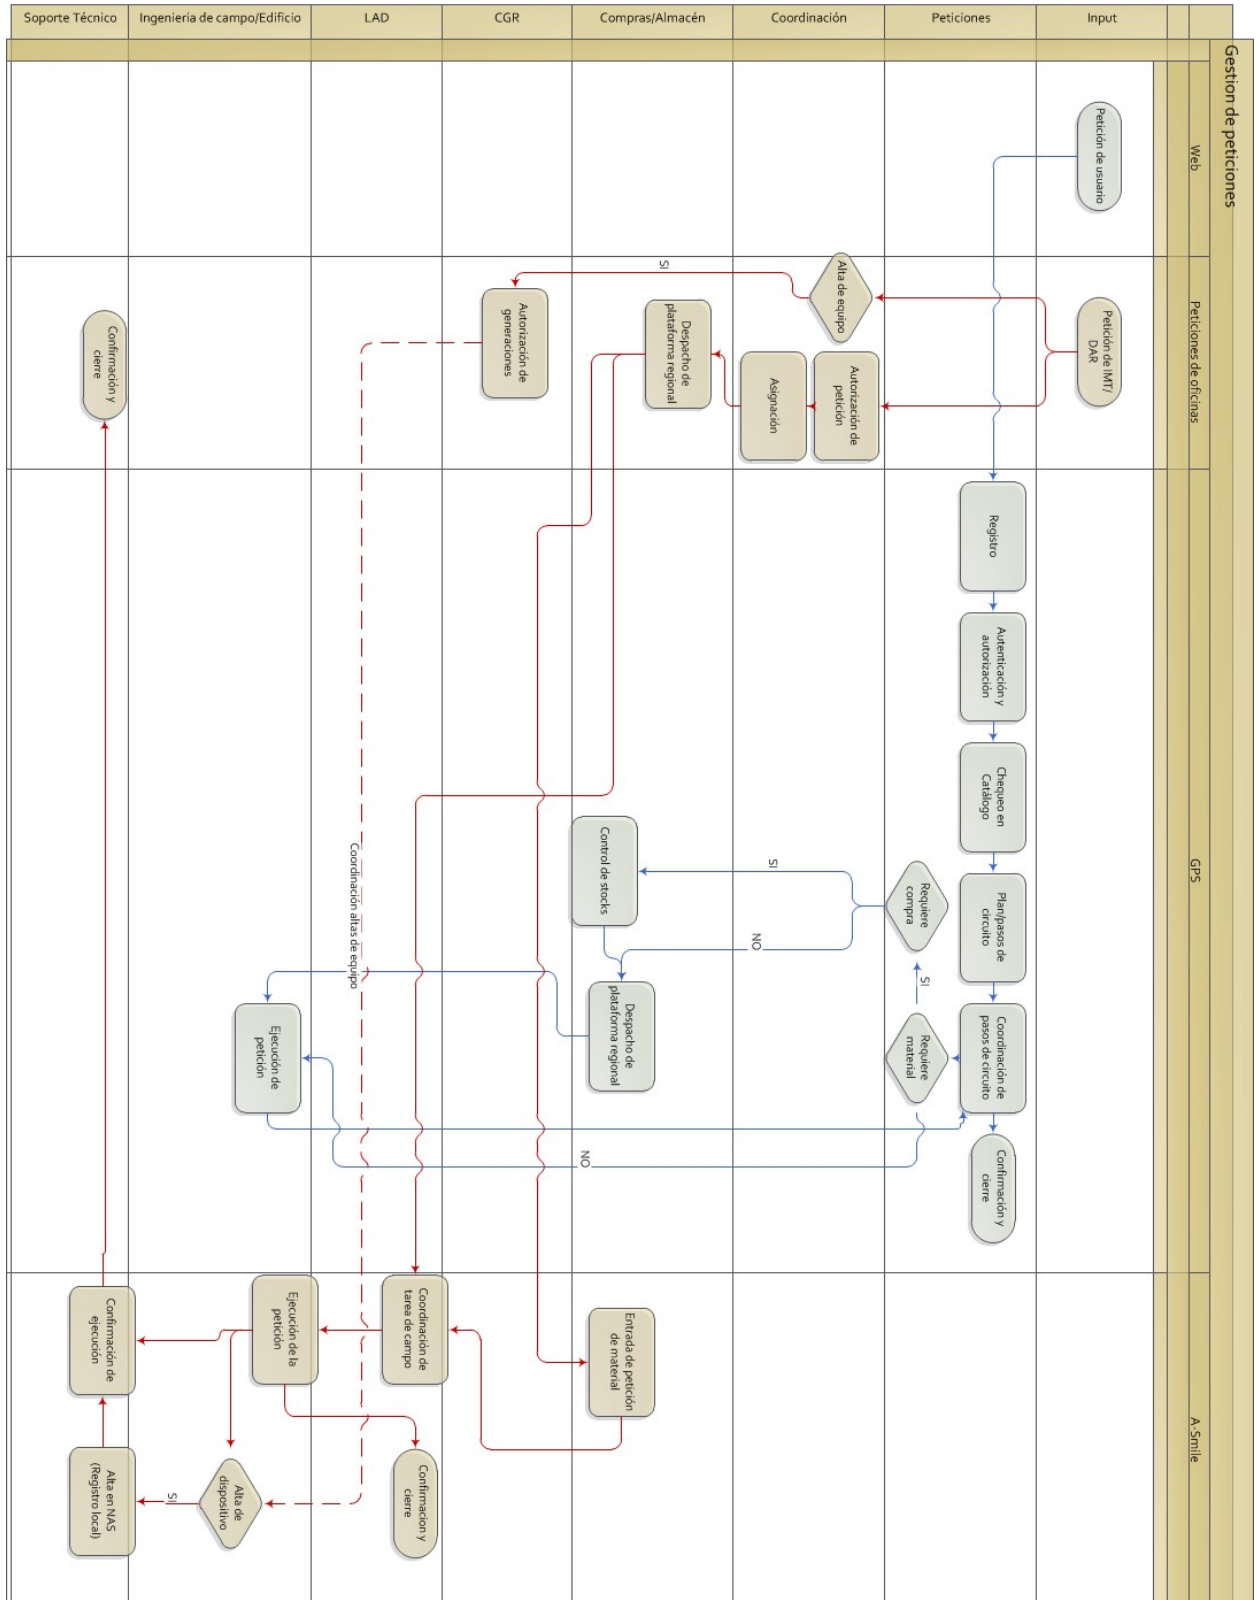 Gestion de peticiones
Soporte Técnico
Ingenieria de campo/Edificio
LAD
CGR
Compras/Almacén
Coordinación
Peticiones
Input
Web
Petición de usuario
Peticiones de oficinas
Petición de IMT/
DAR
Alta de equipo
SI
Autorización de
petición
Asignación
Despacho de
plataforma regional
Autorización de
generaciones
Confirmación y
cierre
GPS
Registro
Autenticación y
autorización
Chequeo en
Catálogo
Plan/pasos de
circuito
Coordinación de
pasos de circuito
Confirmación y
cierre
Requiere
compra
SI
Requiere
material
SI
NO
Control de stocks
Despacho de
plataforma regional
NO
Coordinación altas de equipo
Ejecución de
petición
A-Smile
Entrada de petición
de material
Coordinación de
tarea de campo
Confirmacion y
cierre
Ejecución de la
petición
Alta de
dispositivo
SI
Confirmación de
ejecución
Alta en NAS
(Registro local)